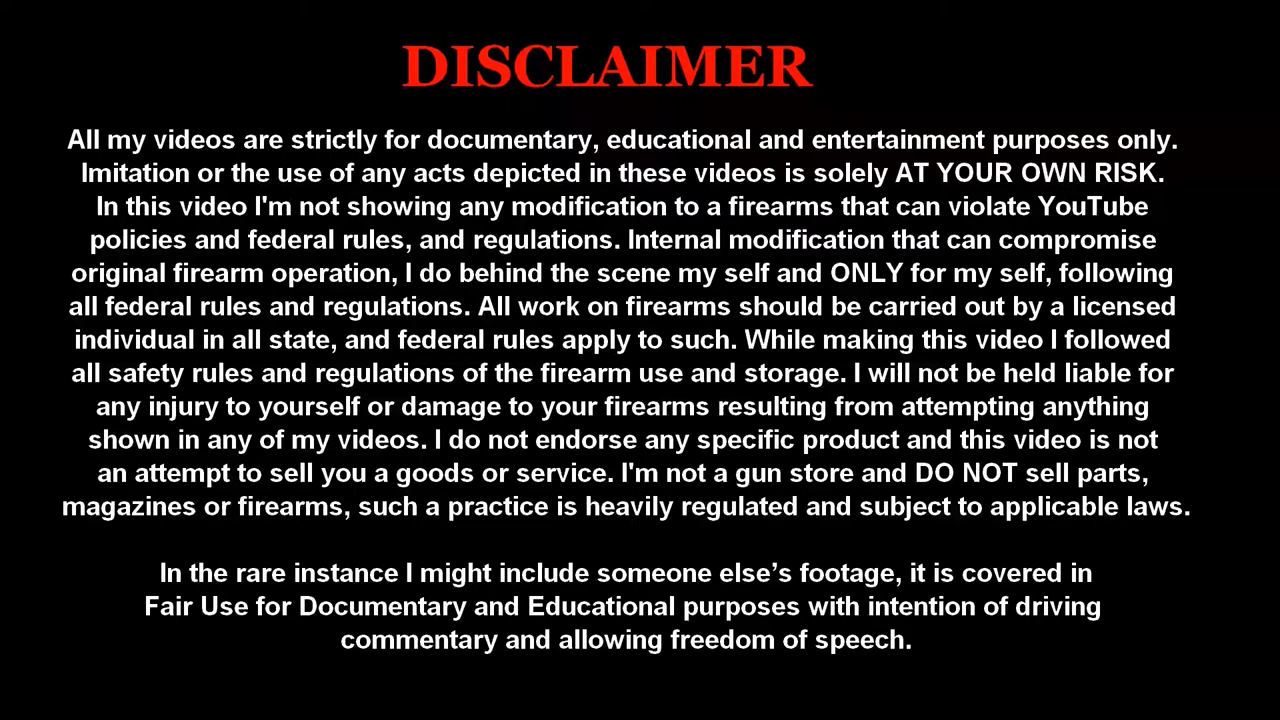 DISCLAIMER
All my videos are strictly for documentary, educational and entertainment purposes only.
Imitation or the use of any acts depicted in these videos is solely AT YOUR OWN RISK.
In this video I'm not showing any modification to a firearms that can violate YouTube
policies and federal rules, and regulations. Internal modification that can compromise
original firearm operation, I do behind the scene my self and ONLY for my self, following
all federal rules and regulations. All work on firearms should be carried out by a licensed
individual in all state, and federal rules apply to such. While making this video I followed
all safety rules and regulations of the firearm use and storage. I will not be held liable for
any injury to yourself or damage to your firearms resulting from attempting anything
shown in any of my videos. I do not endorse any specific product and this video is not
an attempt to sell you a goods or service. I'm not a gun store and DO NOT sell parts,
magazines or firearms, such a practice is heavily regulated and subject to applicable laws.
In the rare instance I might include someone else’s footage, it is covered in
Fair Use for Documentary and Educational purposes with intention of driving
commentary and allowing freedom of speech.